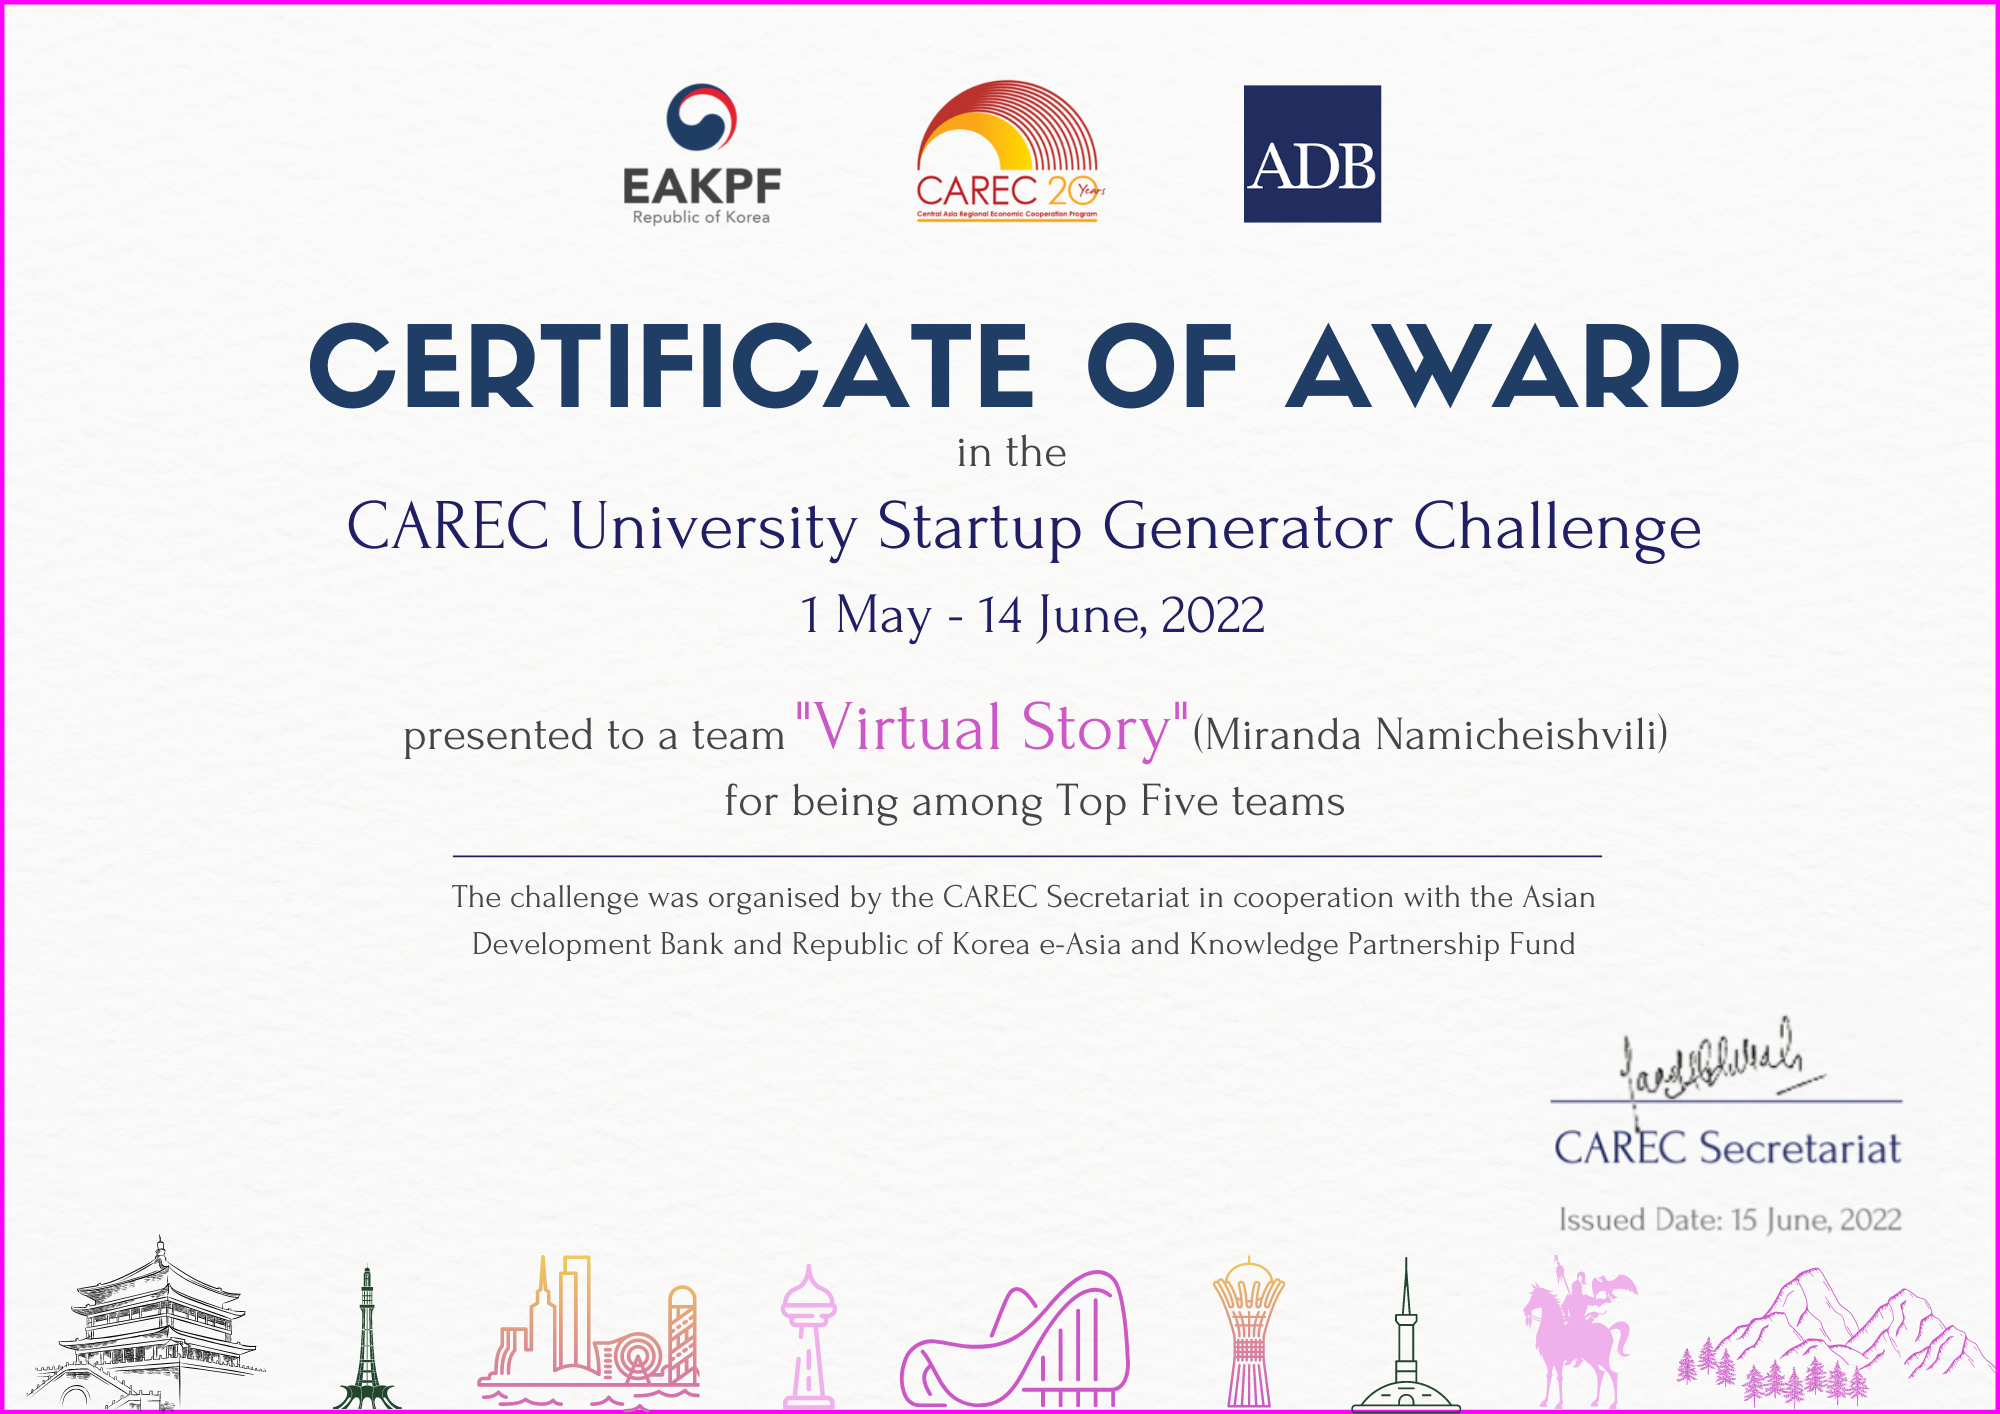 EAKPF
Republic of Korea
CAREC 20 Years
Central Asia Regional Economic Cooperation Program
ADB
CERTIFICATE OF AWARD
in the
CAREC University Startup Generator Challenge
1 May - 14 June, 2022
presented to a team "Virtual Story" (Miranda Namicheishvili)
for being among Top Five teams
The challenge was organised by the CAREC Secretariat in cooperation with the Asian
Development Bank and Republic of Korea e-Asia and Knowledge Partnership Fund
CAREC Secretariat
Issued Date: 15 June, 2022